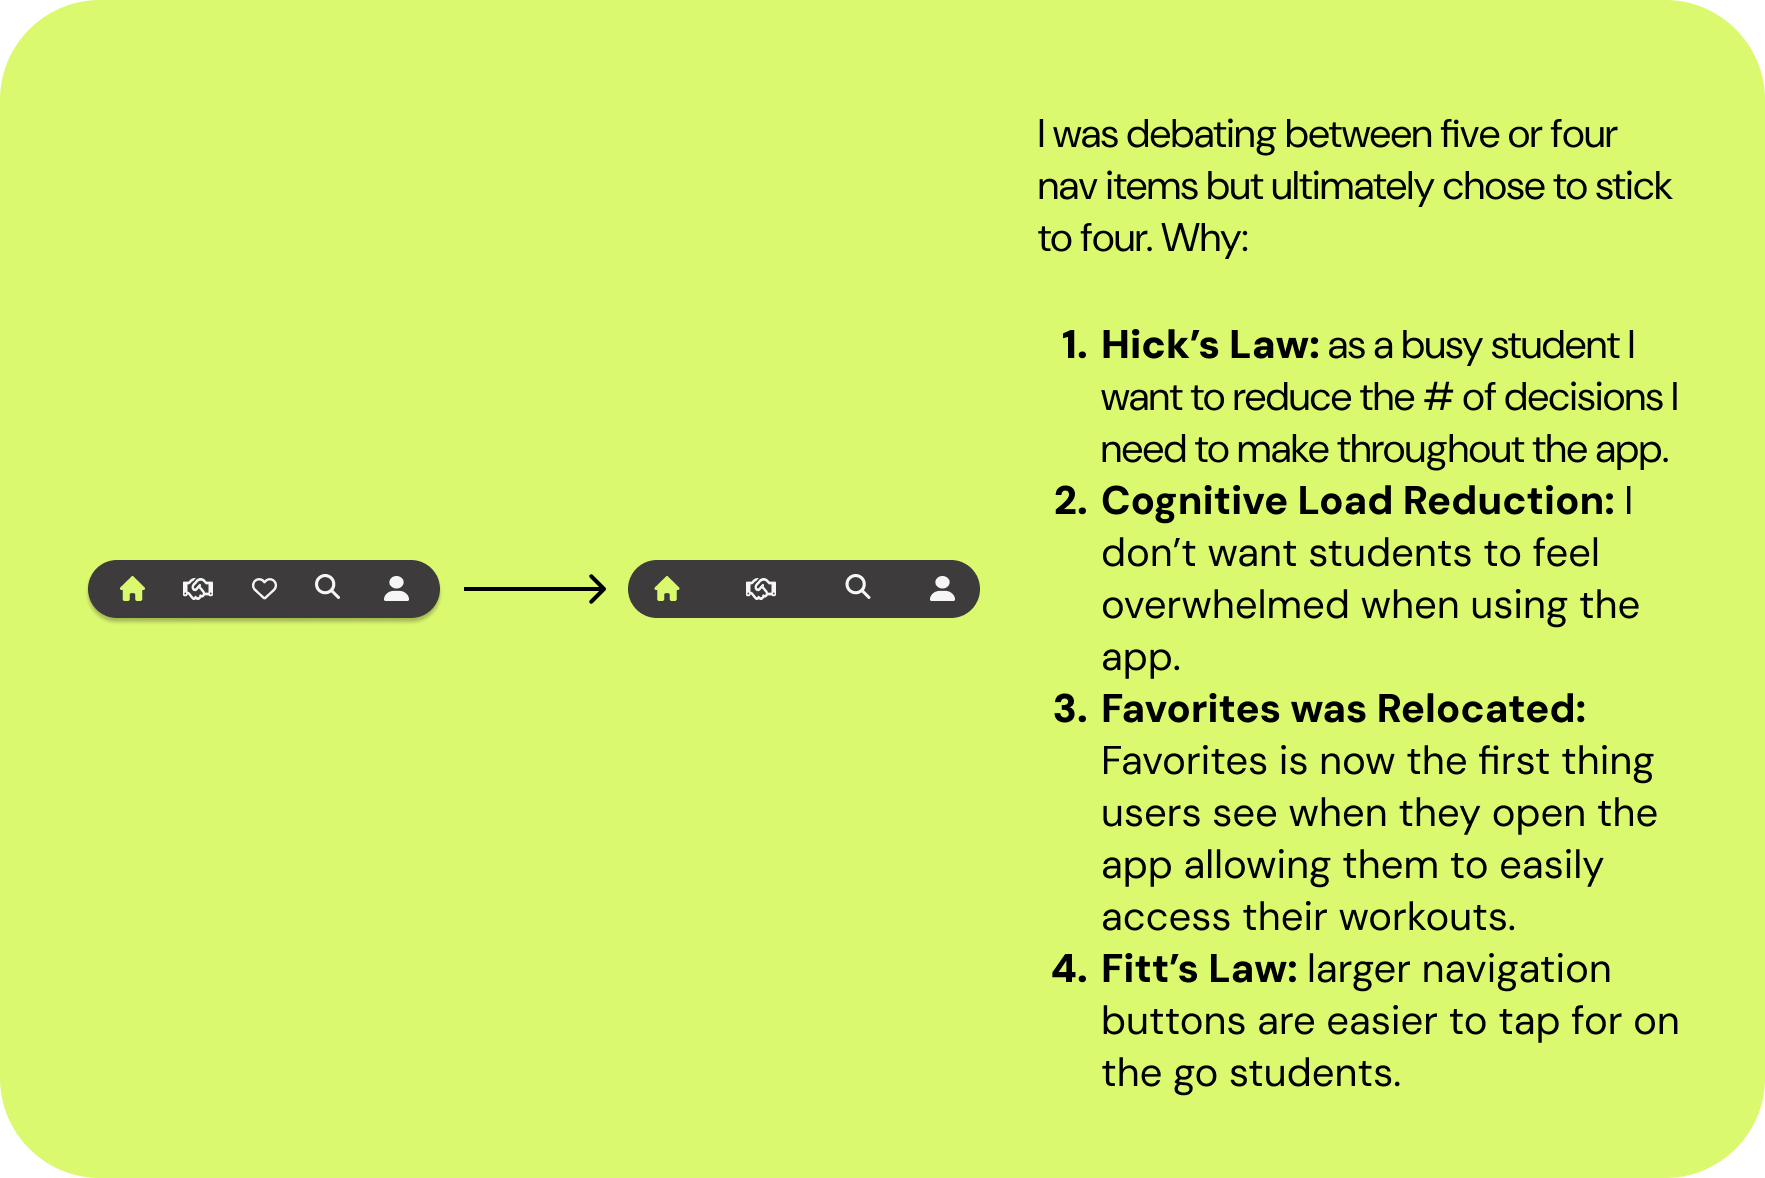 I was debating between five or four
nav items but ultimately chose to stick
to four. Why:
1. Hick’s Law: as a busy student I
want to reduce the # of decisions I
need to make throughout the app.
2. Cognitive Load Reduction: I
don’t want students to feel
overwhelmed when using the
app.
3. Favorites was Relocated:
Favorites is now the first thing
users see when they open the
app allowing them to easily
access their workouts.
4. Fitt’s Law: larger navigation
buttons are easier to tap for on
the go students.